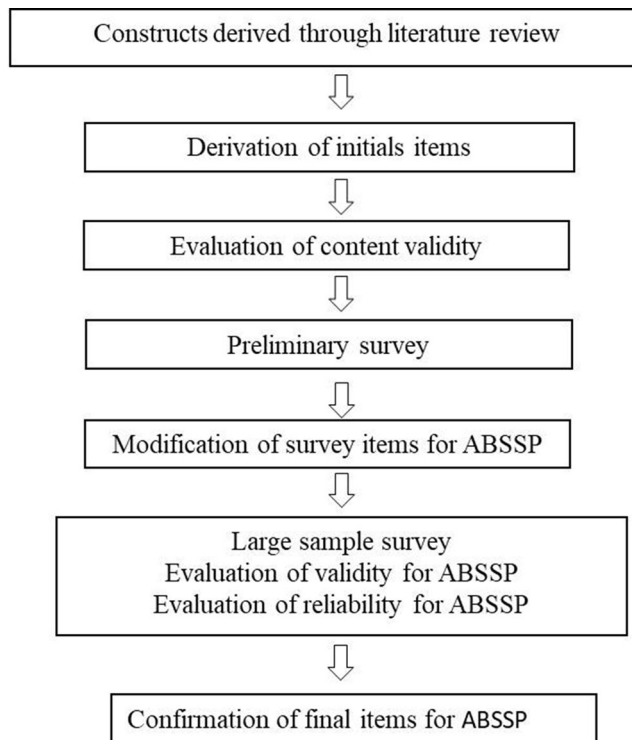 Constructs derived through literature review
Derivation of initials items
Evaluation of content validity
Preliminary survey
Modification of survey items for ABSSP
Large sample survey
Evaluation of validity for ABSSP
Evaluation of reliability for ABSSP
Confirmation of final items for ABSSP